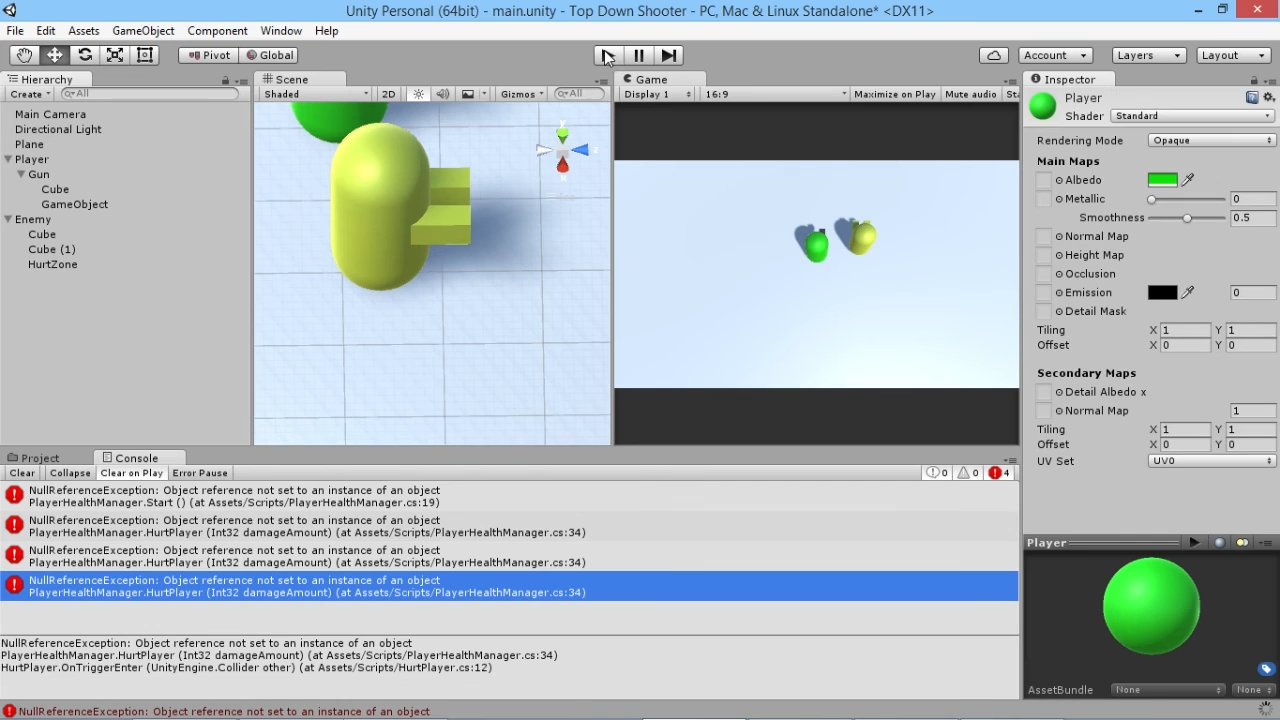 Unity Personal (64bit) - main.unity - Top Down Shooter - PC, Mac & Linux Standalone* <DX11>
File Edit Assets GameObject Component Window Help
Pivot Global Account Layers Layout
Hierarchy
Create All
Main Camera
Directional Light
Plane
Player
Gun
Cube
GameObject
Enemy
Cube
Cube (1)
HurtZone
Scene
Shaded 2D Gizmos All
Game
Display 1 16:9 Maximize on Play Mute audio
Inspector
Player
Shader Standard
Rendering Mode Opaque
Main Maps
Albedo
Metallic 0
Smoothness 0.5
Normal Map
Height Map
Occlusion
Emission 0
Detail Mask
Tiling X 1 Y 1
Offset X 0 Y 0
Secondary Maps
Detail Albedo x
Normal Map 1
Tiling X 1 Y 1
Offset X 0 Y 0
UV Set UV0
Project Console
Clear Collapse Clear on Play Error Pause 0 0 4
NullReferenceException: Object reference not set to an instance of an object
PlayerHealthManager.Start () (at Assets/Scripts/PlayerHealthManager.cs:19)
NullReferenceException: Object reference not set to an instance of an object
PlayerHealthManager.HurtPlayer (Int32 damageAmount) (at Assets/Scripts/PlayerHealthManager.cs:34)
NullReferenceException: Object reference not set to an instance of an object
PlayerHealthManager.HurtPlayer (Int32 damageAmount) (at Assets/Scripts/PlayerHealthManager.cs:34)
NullReferenceException: Object reference not set to an instance of an object
PlayerHealthManager.HurtPlayer (Int32 damageAmount) (at Assets/Scripts/PlayerHealthManager.cs:34)
NullReferenceException: Object reference not set to an instance of an object
PlayerHealthManager.HurtPlayer (Int32 damageAmount) (at Assets/Scripts/PlayerHealthManager.cs:34)
HurtPlayer.OnTriggerEnter (UnityEngine.Collider other) (at Assets/Scripts/HurtPlayer.cs:12)
NullReferenceException: Object reference not set to an instance of an object
Player
AssetBundle None None